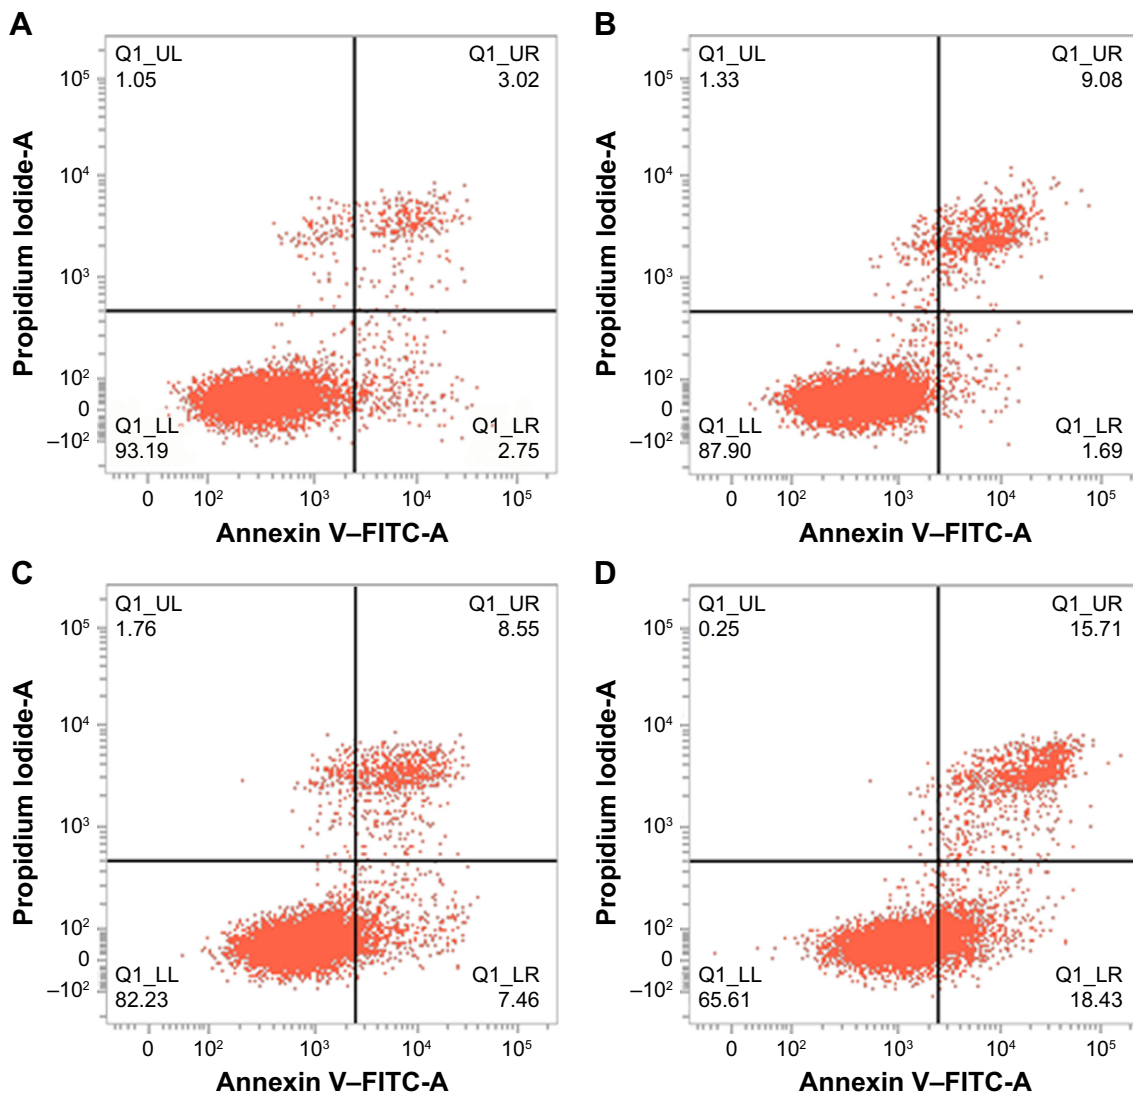 A
Q1_UL
1.05
Q1_UR
3.02
10⁵
10⁴
10³
10²
0
–10²
Propidium Iodide-A
Q1_LL
93.19
Q1_LR
2.75
0 10² 10³ 10⁴ 10⁵
Annexin V–FITC-A
B
Q1_UL
1.33
Q1_UR
9.08
10⁵
10⁴
10³
10²
0
–10²
Propidium Iodide-A
Q1_LL
87.90
Q1_LR
1.69
0 10² 10³ 10⁴ 10⁵
Annexin V–FITC-A
C
Q1_UL
1.76
Q1_UR
8.55
10⁵
10⁴
10³
10²
0
–10²
Propidium Iodide-A
Q1_LL
82.23
Q1_LR
7.46
0 10² 10³ 10⁴ 10⁵
Annexin V–FITC-A
D
Q1_UL
0.25
Q1_UR
15.71
10⁵
10⁴
10³
10²
0
–10²
Propidium Iodide-A
Q1_LL
65.61
Q1_LR
18.43
0 10² 10³ 10⁴ 10⁵
Annexin V–FITC-A